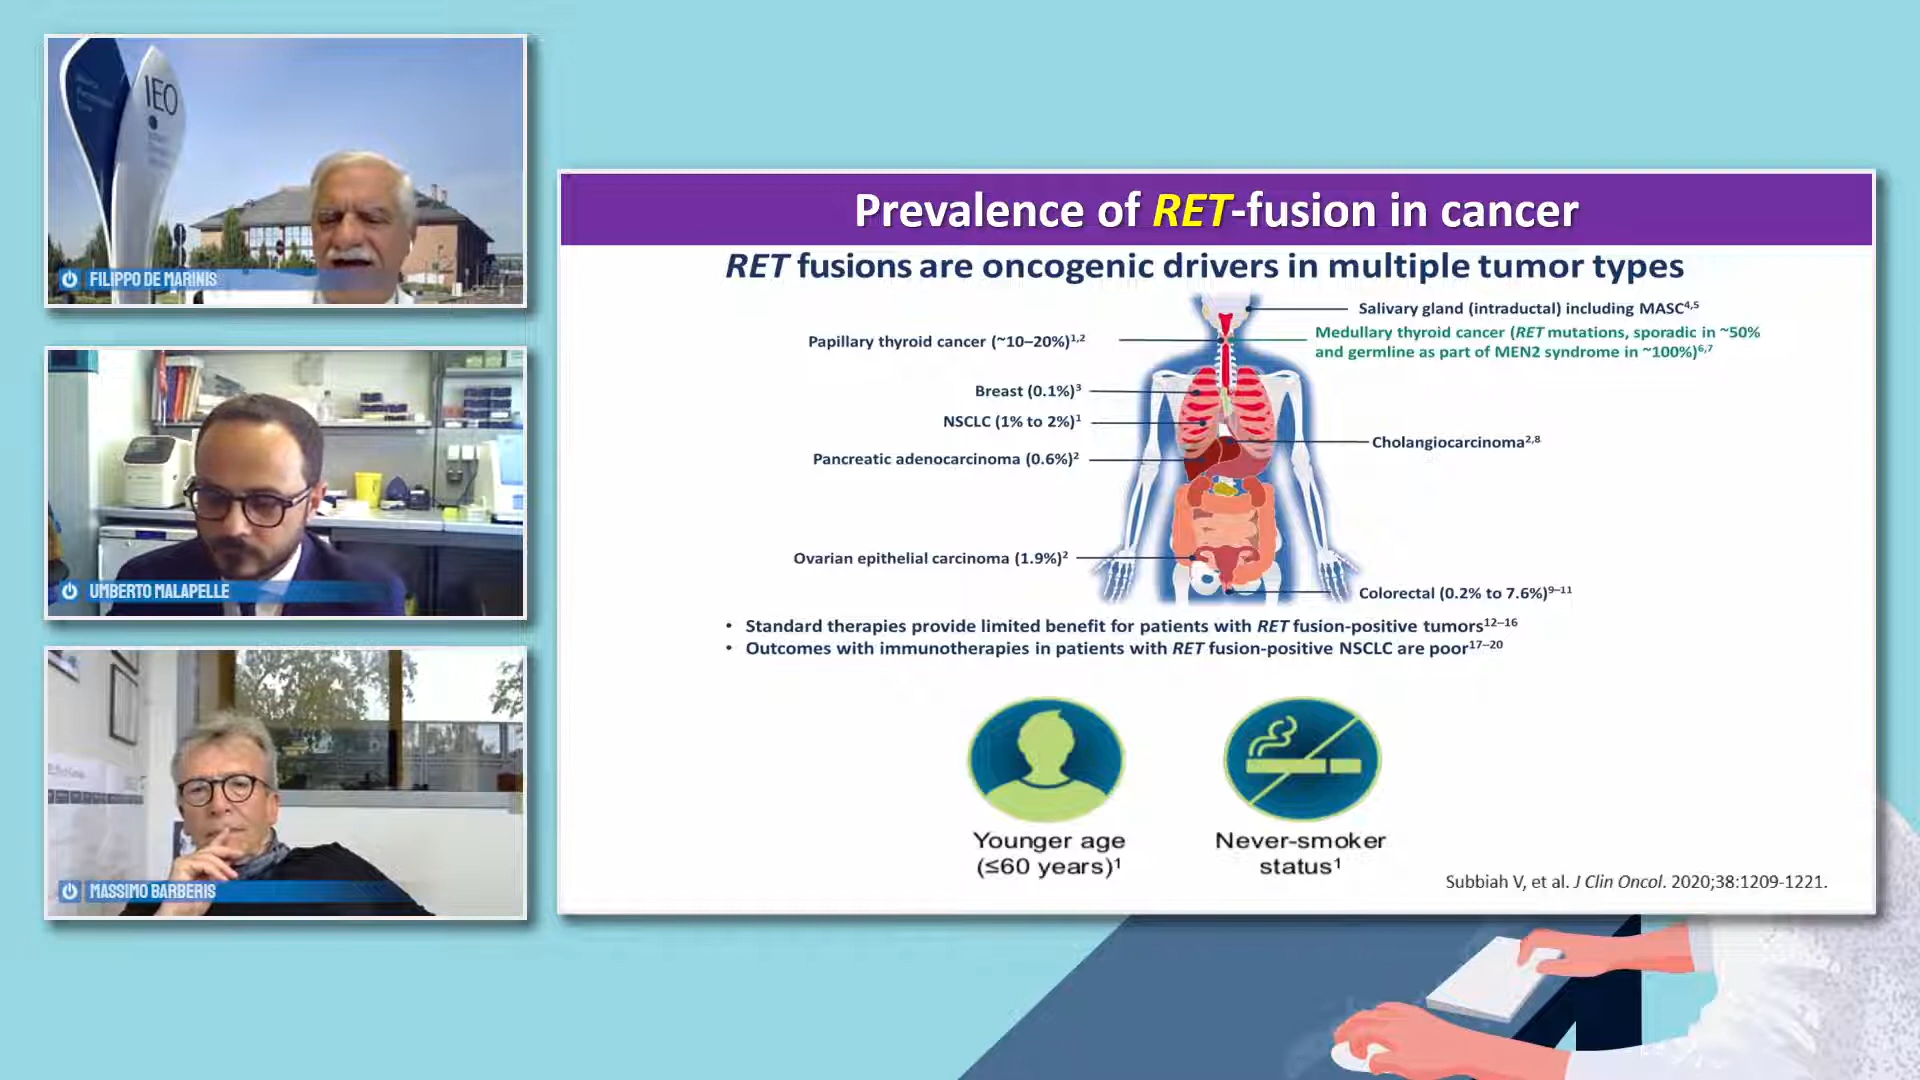 IEO
FILIPPO DE MARINIS
UMBERTO MALAPELLE
MASSIMO BARBERIS
Prevalence of RET-fusion in cancer
RET fusions are oncogenic drivers in multiple tumor types
Salivary gland (intraductal) including MASC4,5
Papillary thyroid cancer (~10–20%)1,2
Medullary thyroid cancer (RET mutations, sporadic in ~50%
and germline as part of MEN2 syndrome in ~100%)6,7
Breast (0.1%)3
NSCLC (1% to 2%)1
Cholangiocarcinoma2,8
Pancreatic adenocarcinoma (0.6%)2
Ovarian epithelial carcinoma (1.9%)2
Colorectal (0.2% to 7.6%)9–11
• Standard therapies provide limited benefit for patients with RET fusion-positive tumors12–16
• Outcomes with immunotherapies in patients with RET fusion-positive NSCLC are poor17–20
Younger age
(≤60 years)1
Never-smoker
status1
Subbiah V, et al. J Clin Oncol. 2020;38:1209-1221.